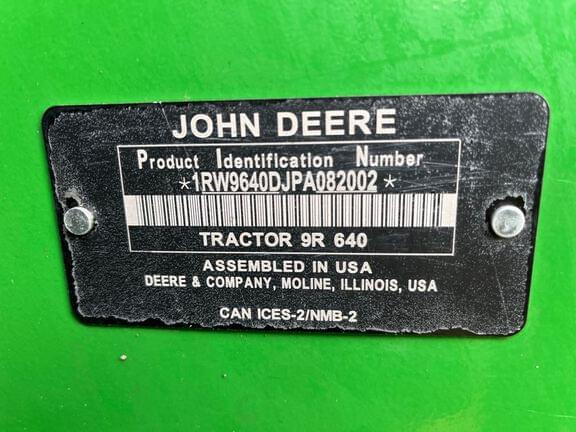 JOHN DEERE
Product Identification Number
*1RW9640DJPA082002*
TRACTOR 9R 640
ASSEMBLED IN USA
DEERE & COMPANY, MOLINE, ILLINOIS, USA
CAN ICES-2/NMB-2